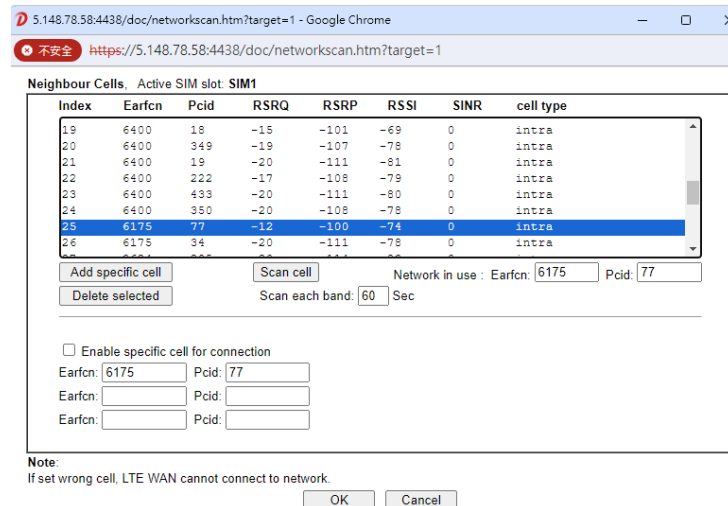 5.148.78.58:4438/doc/networkscan.htm?target=1 - Google Chrome
不安全 https://5.148.78.58:4438/doc/networkscan.htm?target=1
Neighbour Cells, Active SIM slot: SIM1
Index Earfcn Pcid RSRQ RSRP RSSI SINR cell type
19 6400 18 -15 -101 -69 0 intra
20 6400 349 -19 -107 -78 0 intra
21 6400 19 -20 -111 -81 0 intra
22 6400 222 -17 -108 -79 0 intra
23 6400 433 -20 -111 -80 0 intra
24 6400 350 -20 -108 -78 0 intra
25 6175 77 -12 -100 -74 0 intra
26 6175 34 -20 -111 -78 0 intra
Add specific cell Scan cell Network in use : Earfcn: 6175 Pcid: 77
Delete selected Scan each band: 60 Sec
Enable specific cell for connection
Earfcn: 6175 Pcid: 77
Earfcn: Pcid:
Earfcn: Pcid:
Note:
If set wrong cell, LTE WAN cannot connect to network.
OK Cancel